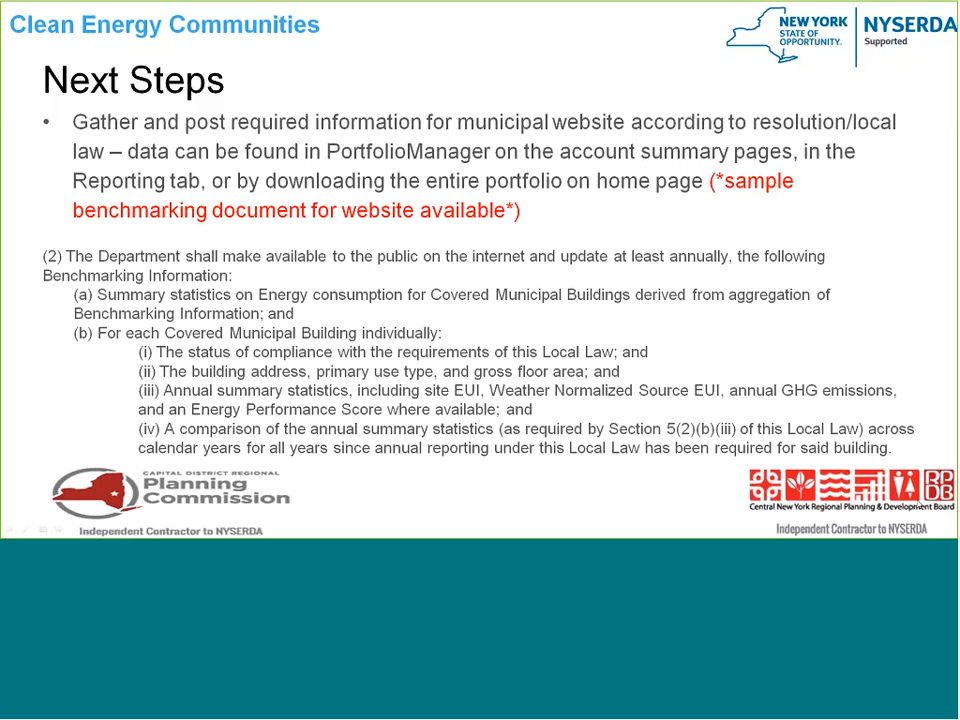 Clean Energy Communities
NEW YORK
STATE OF
OPPORTUNITY.
NYSERDA
Supported
Next Steps
• Gather and post required information for municipal website according to resolution/local
law – data can be found in PortfolioManager on the account summary pages, in the
Reporting tab, or by downloading the entire portfolio on home page (*sample
benchmarking document for website available*)
(2) The Department shall make available to the public on the internet and update at least annually, the following
Benchmarking Information:
(a) Summary statistics on Energy consumption for Covered Municipal Buildings derived from aggregation of
Benchmarking Information; and
(b) For each Covered Municipal Building individually:
(i) The status of compliance with the requirements of this Local Law; and
(ii) The building address, primary use type, and gross floor area; and
(iii) Annual summary statistics, including site EUI, Weather Normalized Source EUI, annual GHG emissions,
and an Energy Performance Score where available; and
(iv) A comparison of the annual summary statistics (as required by Section 5(2)(b)(iii) of this Local Law) across
calendar years for all years since annual reporting under this Local Law has been required for said building.
CAPITAL DISTRICT REGIONAL
Planning
Commission
Independent Contractor to NYSERDA
RP
DB
Central New York Regional Planning & Development Board
Independent Contractor to NYSERDA